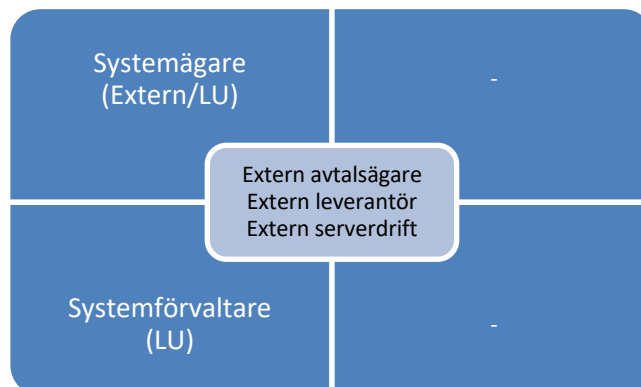 Systemägare
(Extern/LU)
-
Extern avtalsägare
Extern leverantör
Extern serverdrift
Systemförvaltare
(LU)
-